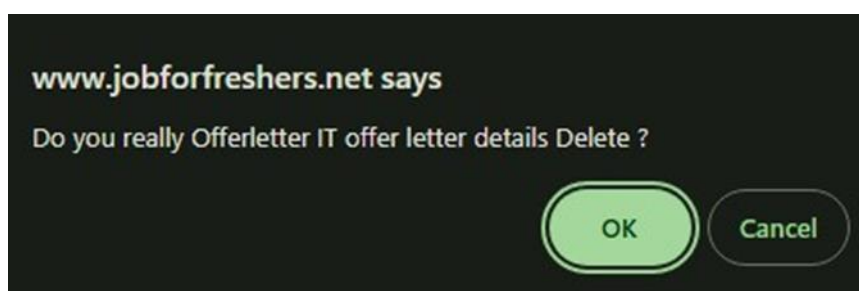 www.jobforfreshers.net says
Do you really Offerletter IT offer letter details Delete ?
OK Cancel